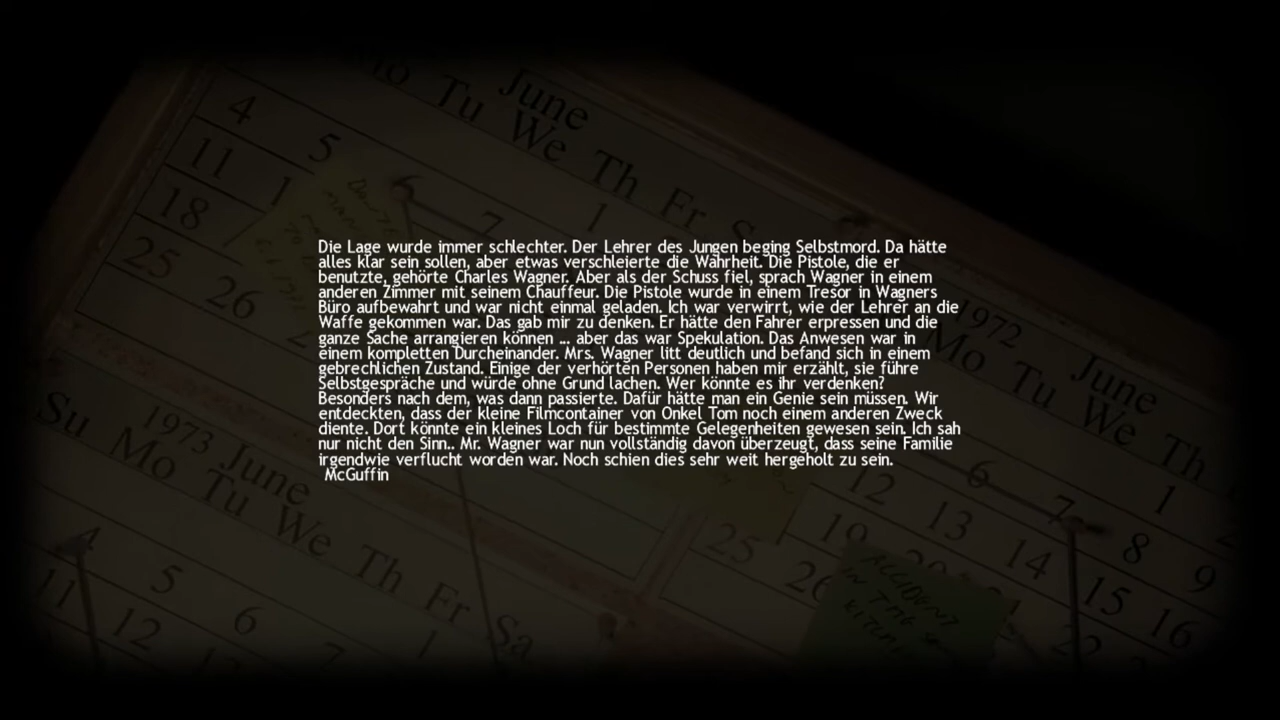 June
Mo Tu We Th Fr S
4 5 6 7 1
11 1
18
25 26 2
Die Lage wurde immer schlechter. Der Lehrer des Jungen beging Selbstmord. Da hätte
alles klar sein sollen, aber etwas verschleierte die Wahrheit. Die Pistole, die er
benutzte, gehörte Charles Wagner. Aber als der Schuss fiel, sprach Wagner in einem
anderen Zimmer mit seinem Chauffeur. Die Pistole wurde in einem Tresor in Wagners
Büro aufbewahrt und war nicht einmal geladen. Ich war verwirrt, wie der Lehrer an die
Waffe gekommen war. Das gab mir zu denken. Er hätte den Fahrer erpressen und die
ganze Sache arrangieren können ... aber das war Spekulation. Das Anwesen war in
einem kompletten Durcheinander. Mrs. Wagner litt deutlich und befand sich in einem
gebrechlichen Zustand. Einige der verhörten Personen haben mir erzählt, sie führe
Selbstgespräche und würde ohne Grund lachen. Wer könnte es ihr verdenken?
Besonders nach dem, was dann passierte. Dafür hätte man ein Genie sein müssen. Wir
entdeckten, dass der kleine Filmcontainer von Onkel Tom noch einem anderen Zweck
diente. Dort könnte ein kleines Loch für bestimmte Gelegenheiten gewesen sein. Ich sah
nur nicht den Sinn.. Mr. Wagner war nun vollständig davon überzeugt, dass seine Familie
irgendwie verflucht worden war. Noch schien dies sehr weit hergeholt zu sein.
McGuffin
1972 June
Mo Tu We Th
6 7 1
12 13 14 8 9
19 20 15 16
25 26 22
ACCIDENT
1973 June
Su Mo Tu We Th Fr Sa
4 5 6 7 1
11 12